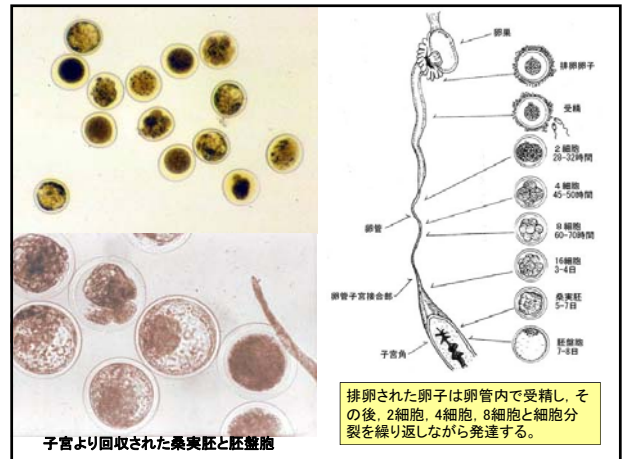 卵巣
排卵卵子
受精
2細胞
28-32時間
4細胞
45-50時間
8細胞
60-70時間
卵管
16細胞
3-4日
卵管子宮接合部
桑実胚
5-7日
子宮角
胚盤胞
7-8日
子宮より回収された桑実胚と胚盤胞
排卵された卵子は卵管内で受精し、そ
の後、2細胞、4細胞、8細胞と細胞分
裂を繰り返しながら発達する。